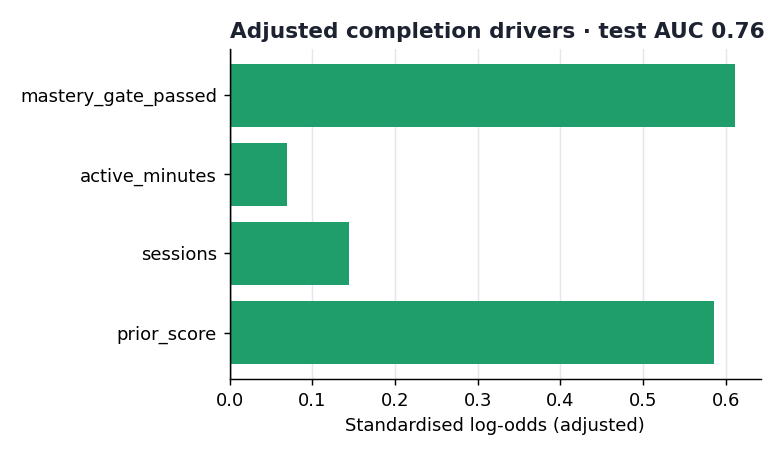 Adjusted completion drivers · test AUC 0.76
mastery_gate_passed
active_minutes
sessions
prior_score
0.0 0.1 0.2 0.3 0.4 0.5 0.6
Standardised log-odds (adjusted)